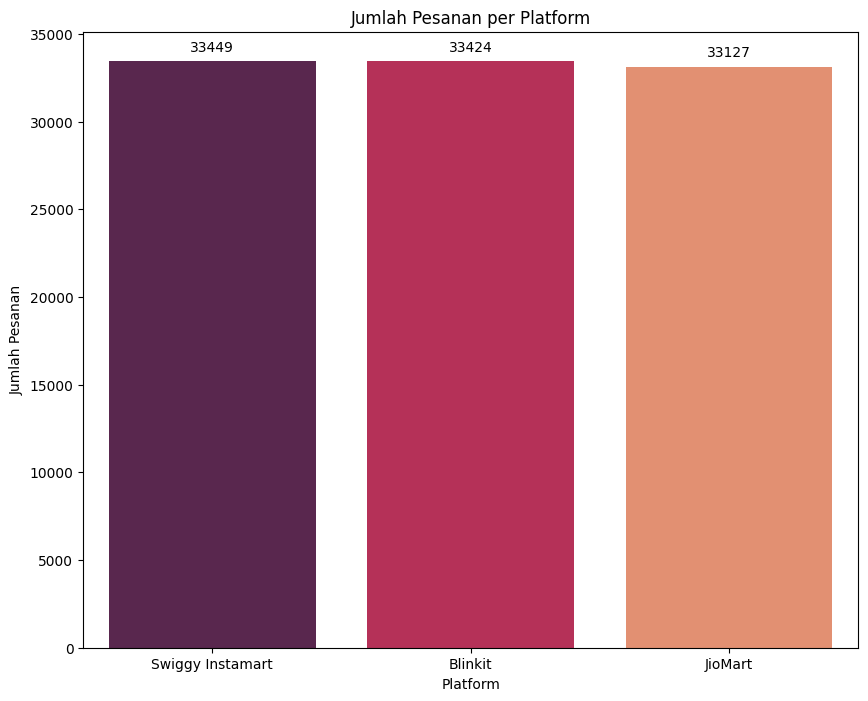 Jumlah Pesanan per Platform
35000
30000
25000
20000
15000
10000
5000
0
Jumlah Pesanan
33449
33424
33127
Swiggy Instamart
Blinkit
JioMart
Platform